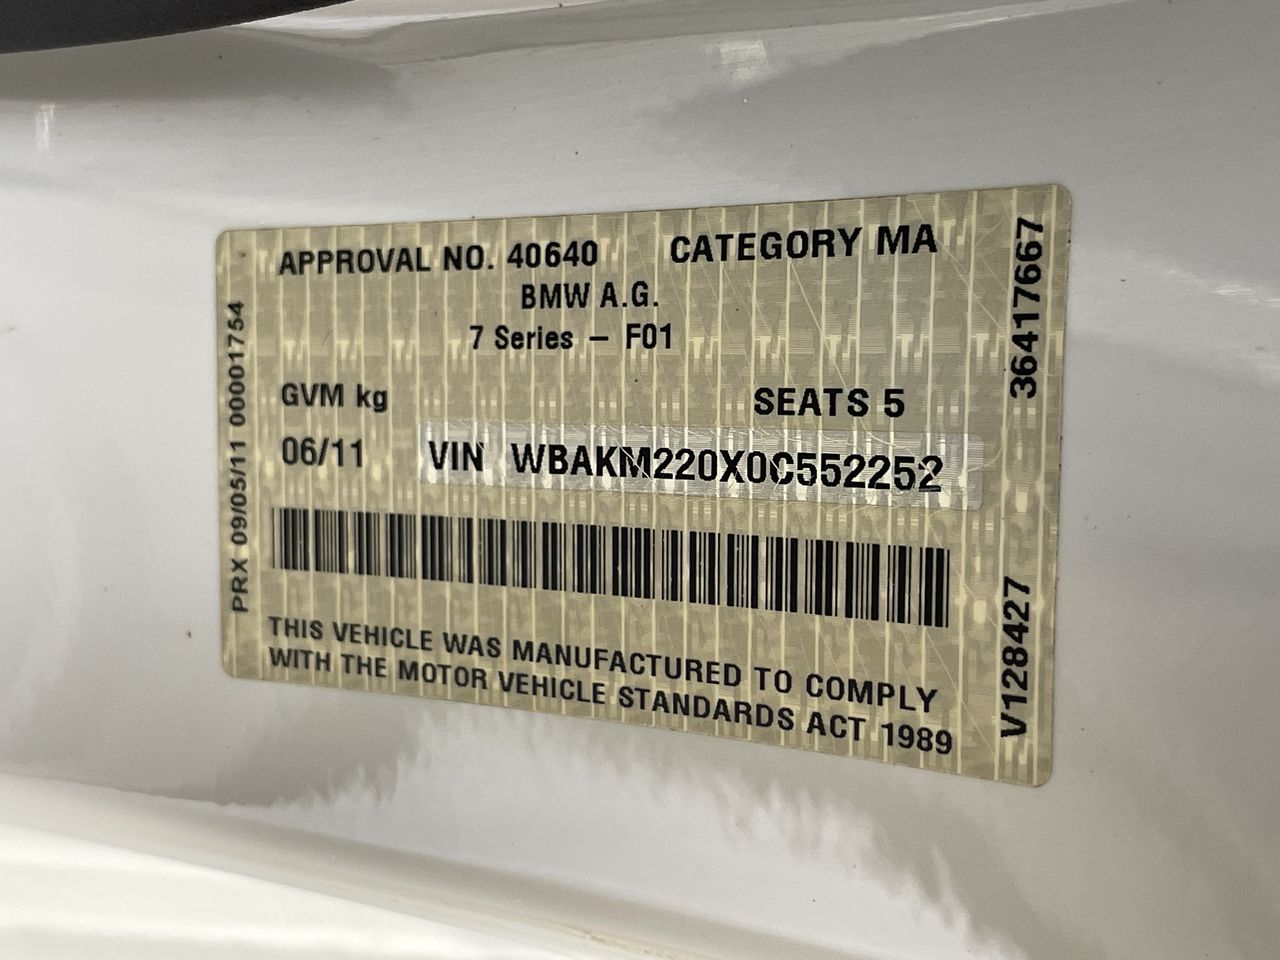 APPROVAL NO. 40640 CATEGORY MA
BMW A.G.
7 Series – F01
GVM kg SEATS 5
06/11 VIN WBAKM220X0C552252
THIS VEHICLE WAS MANUFACTURED TO COMPLY
WITH THE MOTOR VEHICLE STANDARDS ACT 1989
PRX 09/05/11 00001754
V128427 36417667